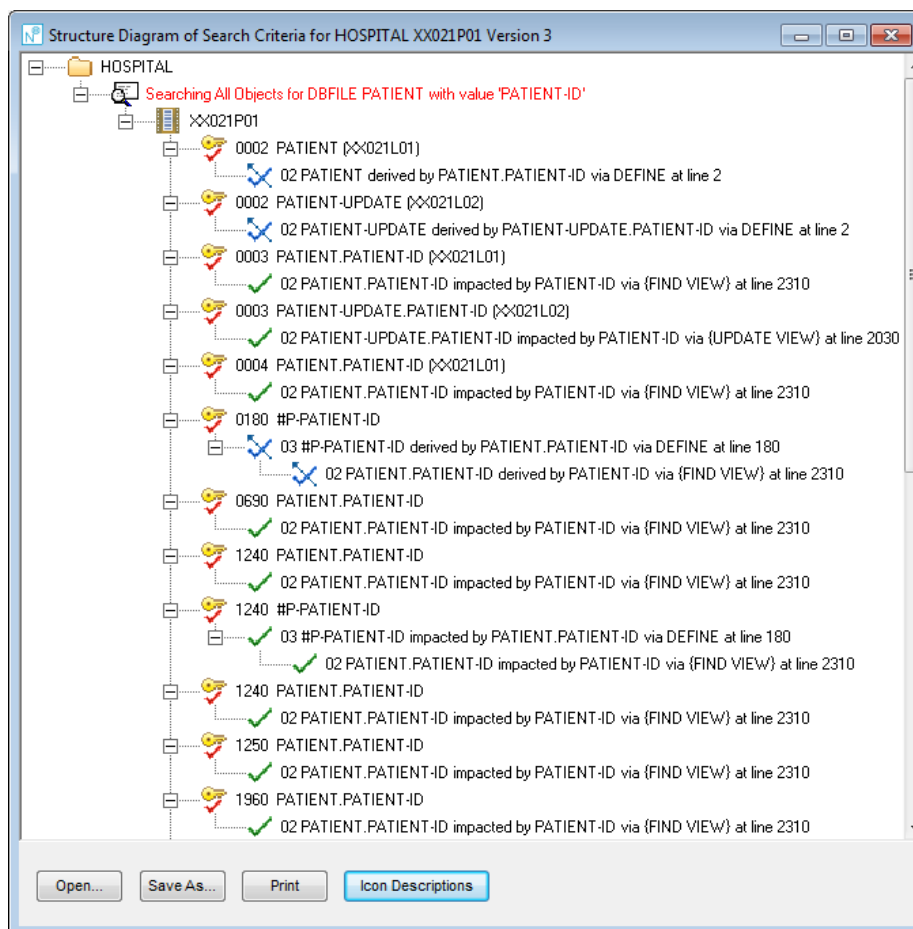 Structure Diagram of Search Criteria for HOSPITAL XX021P01 Version 3
HOSPITAL
Searching All Objects for DBFILE PATIENT with value 'PATIENT-ID'
XX021P01
0002 PATIENT (XX021L01)
02 PATIENT derived by PATIENT.PATIENT-ID via DEFINE at line 2
0002 PATIENT-UPDATE (XX021L02)
02 PATIENT-UPDATE derived by PATIENT-UPDATE.PATIENT-ID via DEFINE at line 2
0003 PATIENT.PATIENT-ID (XX021L01)
02 PATIENT.PATIENT-ID impacted by PATIENT-ID via {FIND VIEW} at line 2310
0003 PATIENT-UPDATE.PATIENT-ID (XX021L02)
02 PATIENT-UPDATE.PATIENT-ID impacted by PATIENT-ID via {UPDATE VIEW} at line 2030
0004 PATIENT.PATIENT-ID (XX021L01)
02 PATIENT.PATIENT-ID impacted by PATIENT-ID via {FIND VIEW} at line 2310
0180 #P-PATIENT-ID
03 #P-PATIENT-ID derived by PATIENT.PATIENT-ID via DEFINE at line 180
02 PATIENT.PATIENT-ID derived by PATIENT-ID via {FIND VIEW} at line 2310
0690 PATIENT.PATIENT-ID
02 PATIENT.PATIENT-ID impacted by PATIENT-ID via {FIND VIEW} at line 2310
1240 PATIENT.PATIENT-ID
02 PATIENT.PATIENT-ID impacted by PATIENT-ID via {FIND VIEW} at line 2310
1240 #P-PATIENT-ID
03 #P-PATIENT-ID impacted by PATIENT.PATIENT-ID via DEFINE at line 180
02 PATIENT.PATIENT-ID impacted by PATIENT-ID via {FIND VIEW} at line 2310
1240 PATIENT.PATIENT-ID
02 PATIENT.PATIENT-ID impacted by PATIENT-ID via {FIND VIEW} at line 2310
1250 PATIENT.PATIENT-ID
02 PATIENT.PATIENT-ID impacted by PATIENT-ID via {FIND VIEW} at line 2310
1960 PATIENT.PATIENT-ID
02 PATIENT.PATIENT-ID impacted by PATIENT-ID via {FIND VIEW} at line 2310
Open... Save As... Print Icon Descriptions